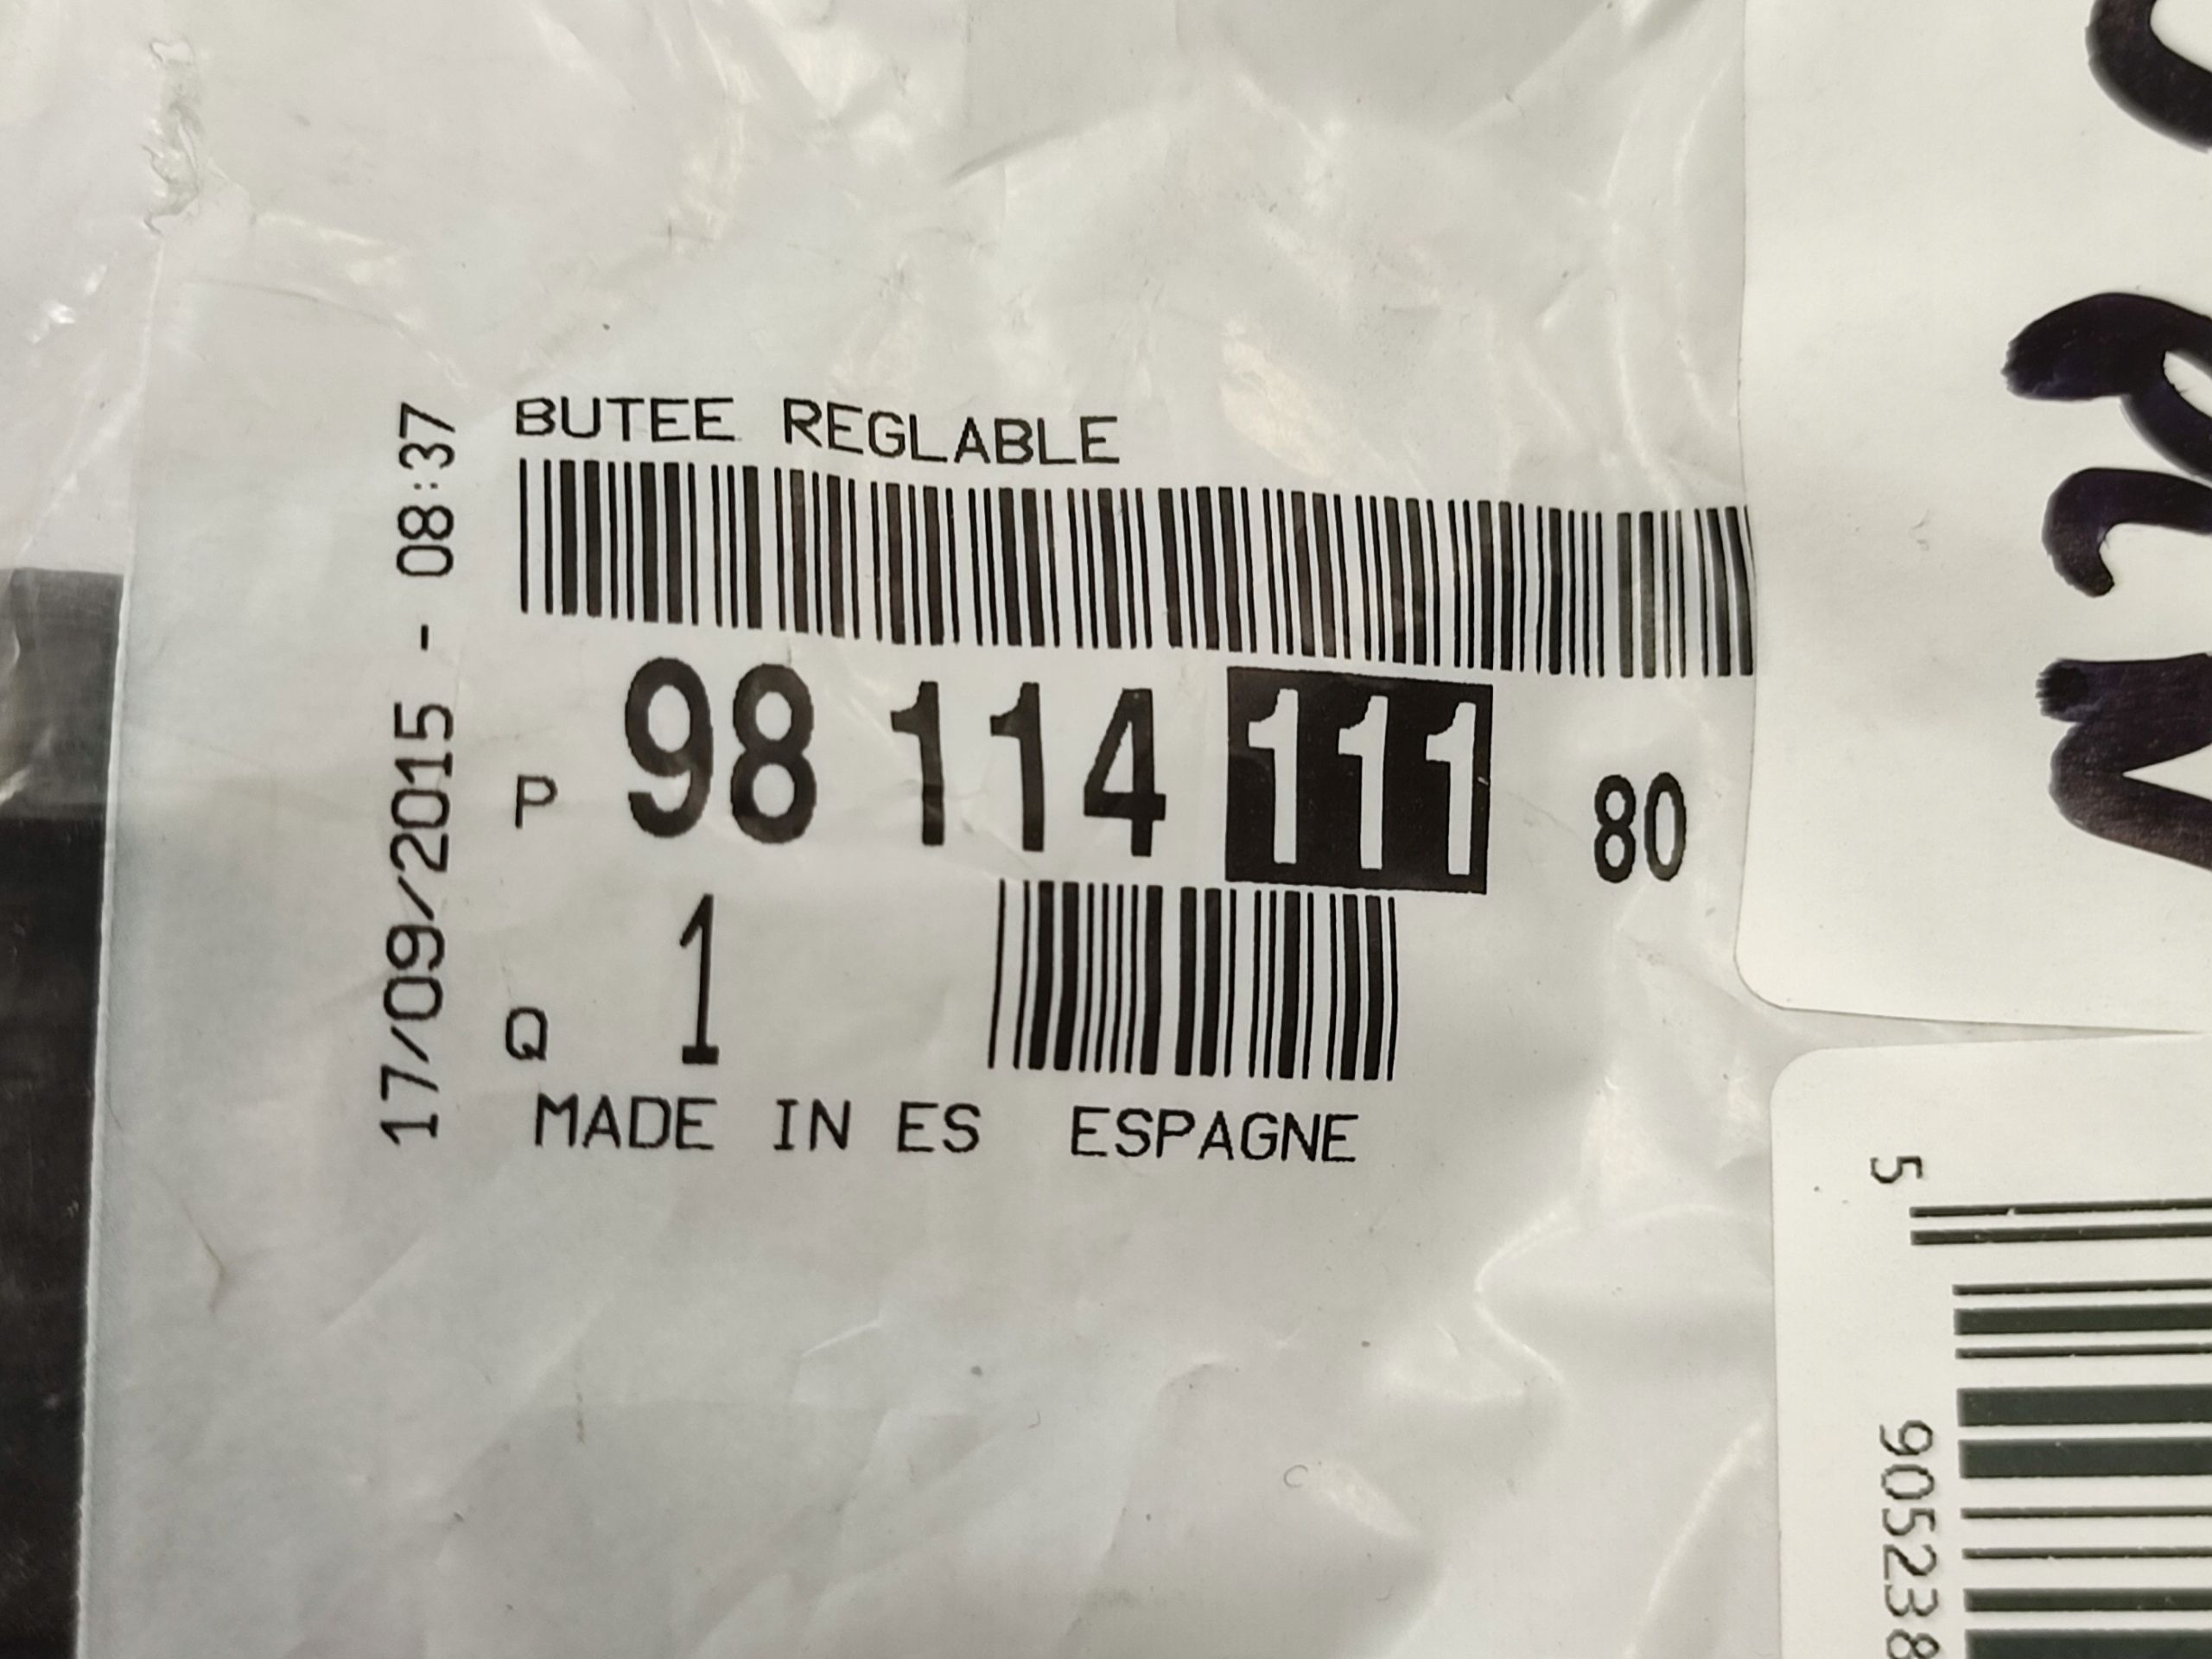 BUTEE REGLABLE
17/09/2015 - 08:37
P 98 114 111 80
Q 1
MADE IN ES ESPAGNE
5
905238